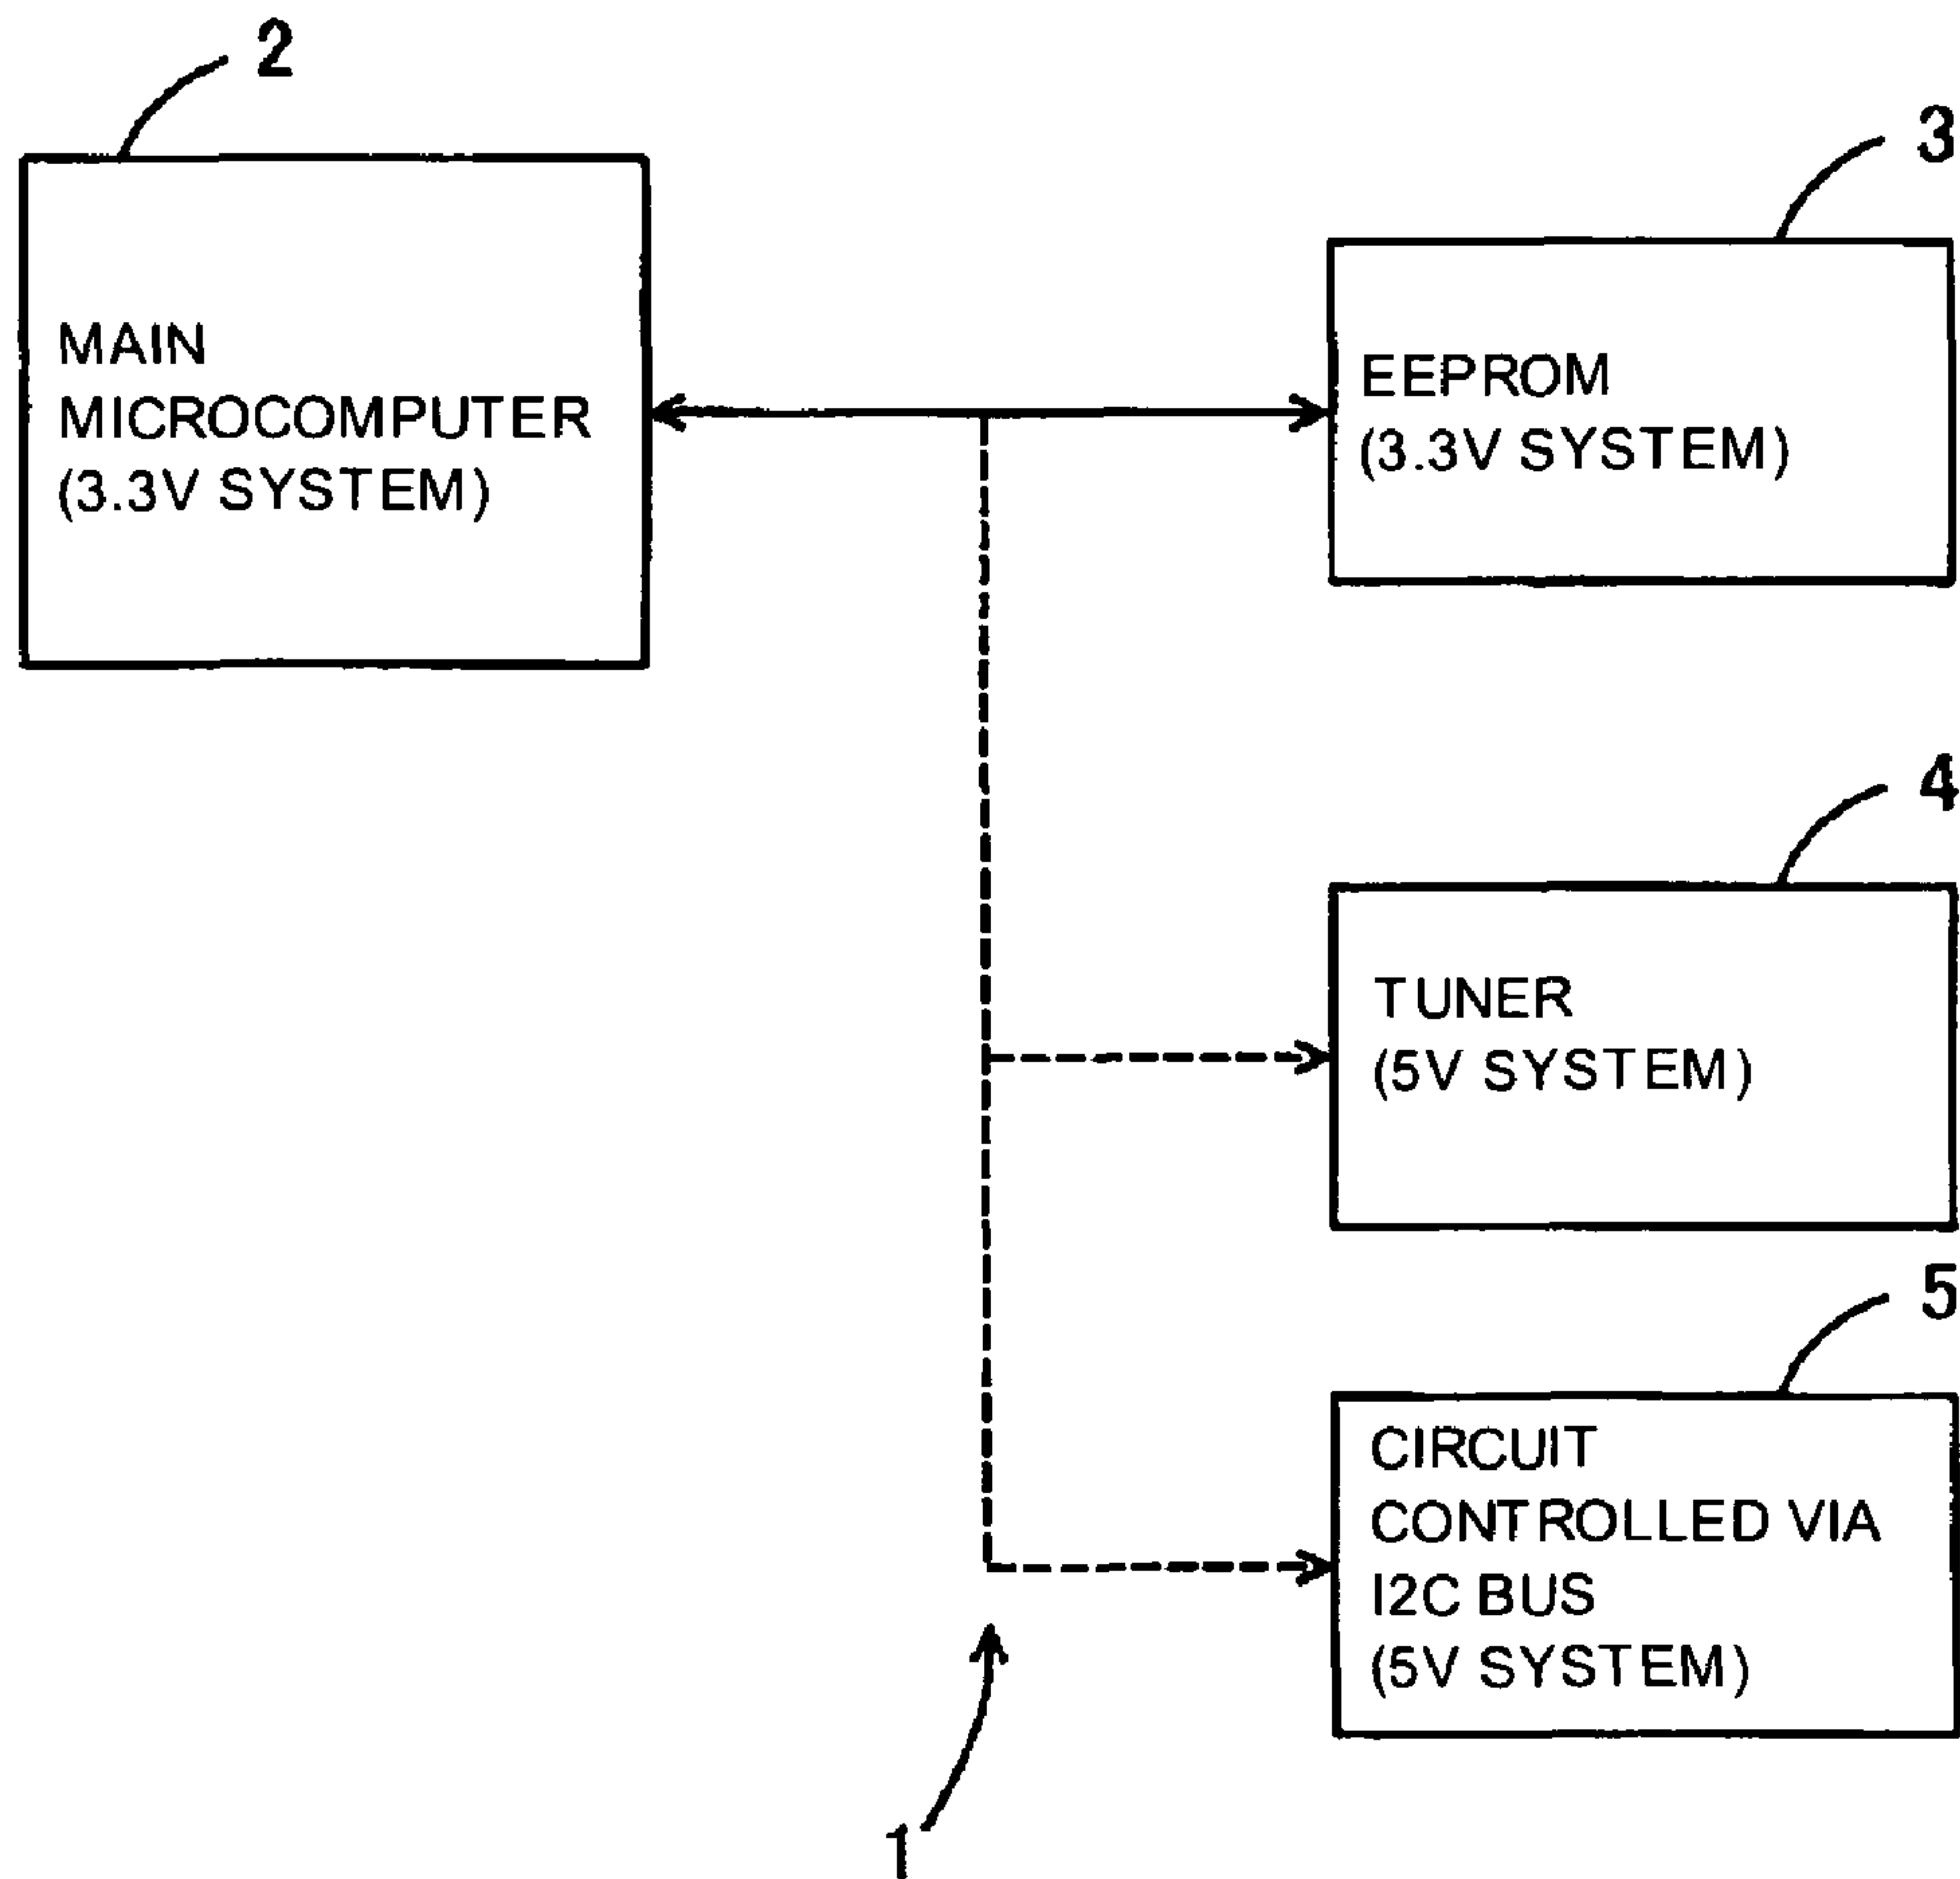 2
3
MAIN
MICROCOMPUTER
(3.3V SYSTEM)
EEPROM
(3.3V SYSTEM)
4
TUNER
(5V SYSTEM)
5
CIRCUIT
CONTROLLED VIA
I2C BUS
(5V SYSTEM)
1